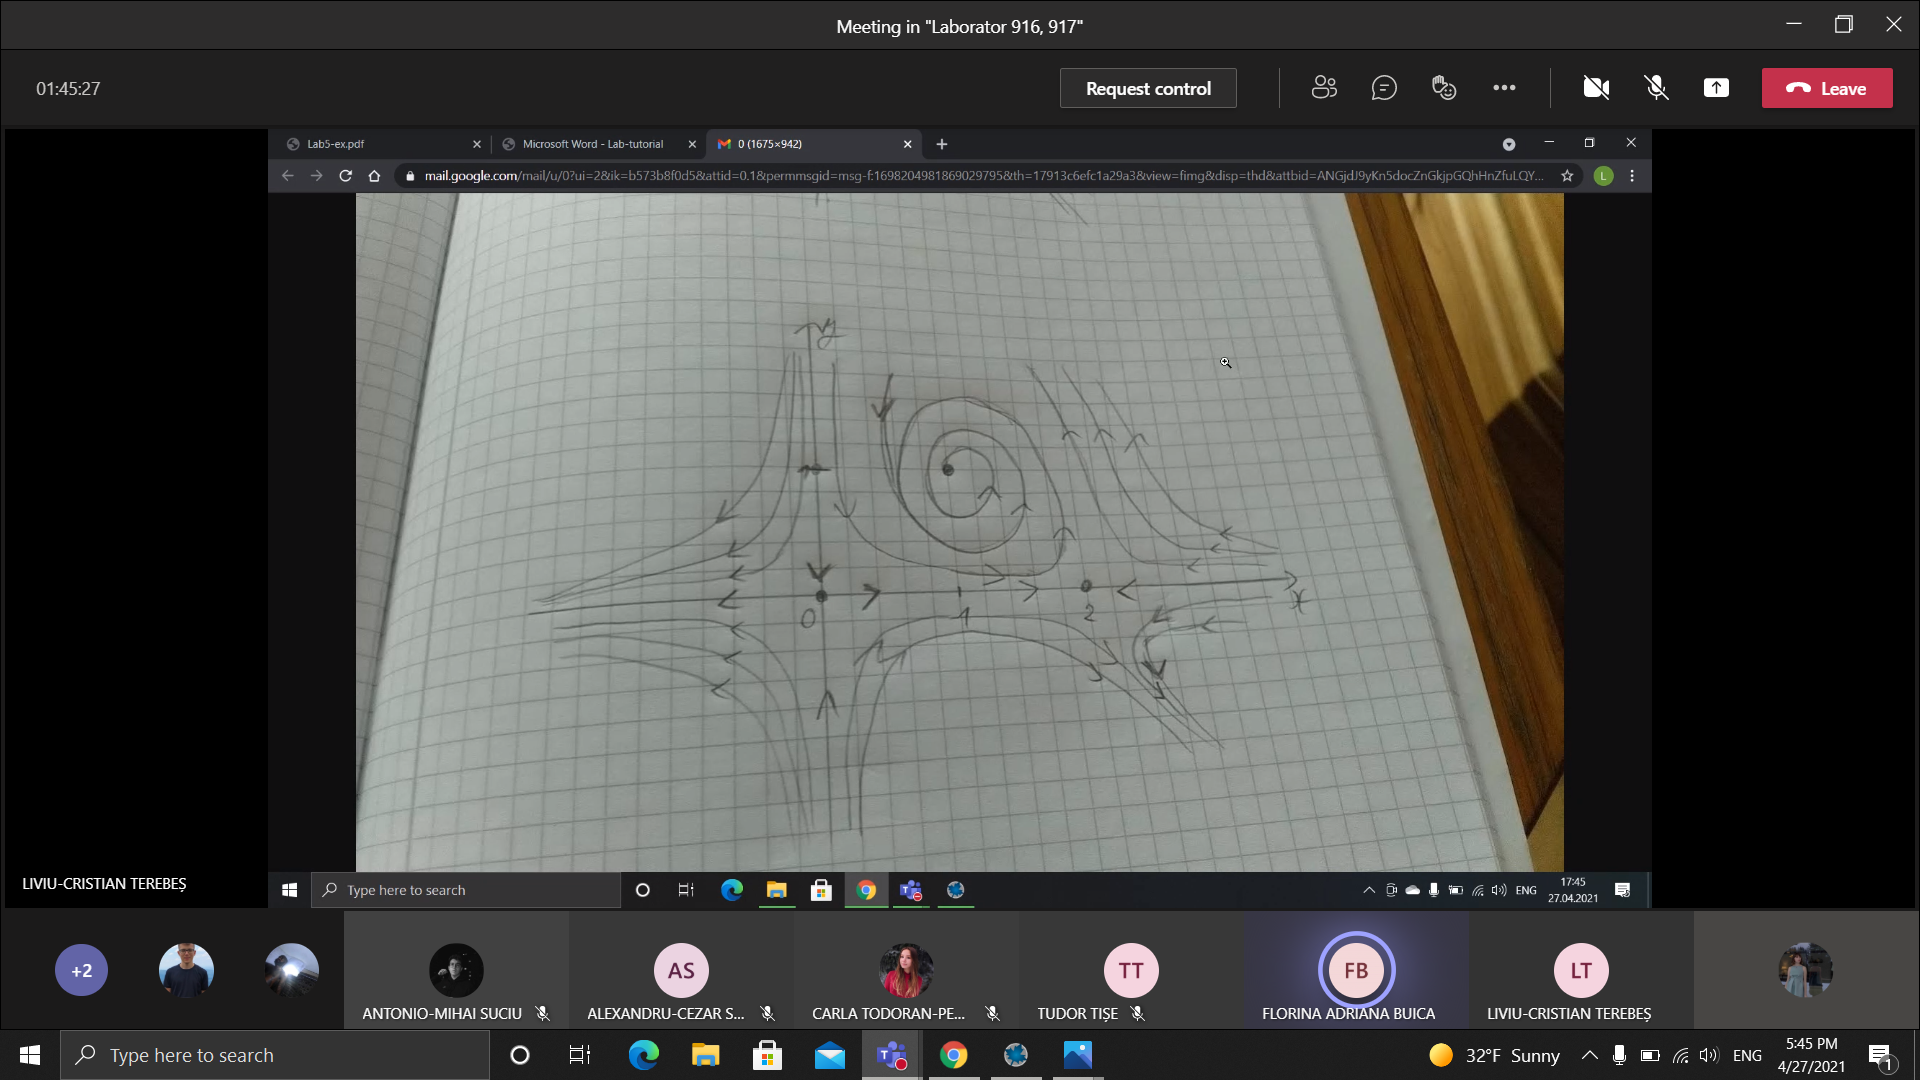 Meeting in "Laborator 916, 917"
01:45:27
Request control
Leave
Lab5-ex.pdf
Microsoft Word - Lab-tutorial
0 (1675×942)
mail.google.com/mail/u/0?ui=2&ik=b573b8f0d5&attid=0.1&permmsgid=msg-f:1698204981869029795&th=17913c6efc1a29a3&view=fimg&disp=thd&attbid=ANGjdJ9yKn5docZnGkjpGQhHnZfuLQY...
L
y
0
1
2
x
LIVIU-CRISTIAN TEREBEȘ
Type here to search
ENG
17:45
27.04.2021
+2
AS
TT
FB
LT
ANTONIO-MIHAI SUCIU
ALEXANDRU-CEZAR S...
CARLA TODORAN-PE...
TUDOR TIȘE
FLORINA ADRIANA BUICA
LIVIU-CRISTIAN TEREBEȘ
Type here to search
32°F Sunny
ENG
5:45 PM
4/27/2021
1